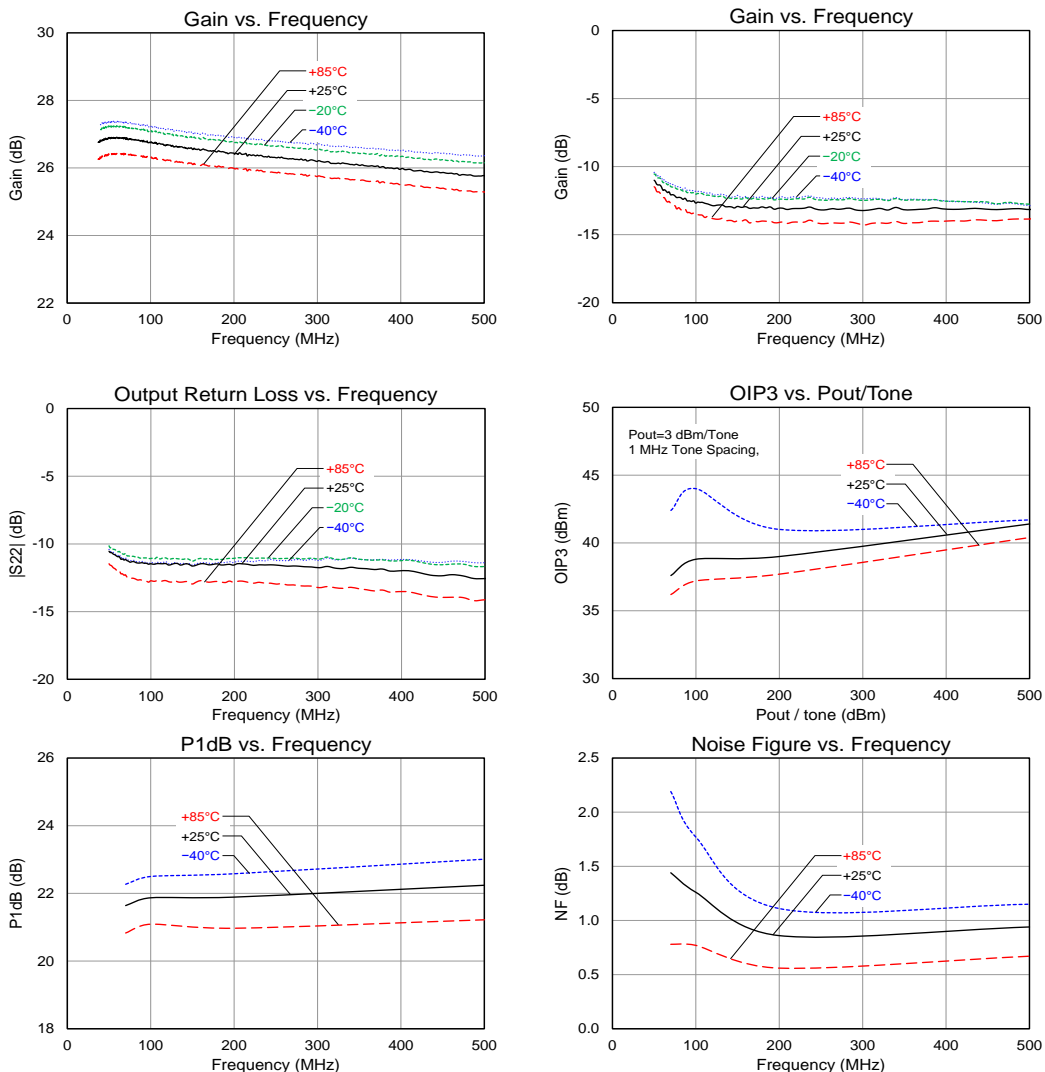 Gain vs. Frequency
Gain (dB)
30
28
26
24
22
+85°C
+25°C
−20°C
−40°C
0 100 200 300 400 500
Frequency (MHz)
Gain vs. Frequency
Gain (dB)
0
-5
-10
-15
-20
+85°C
+25°C
−20°C
−40°C
0 100 200 300 400 500
Frequency (MHz)
Output Return Loss vs. Frequency
|S22| (dB)
0
-5
-10
-15
-20
+85°C
+25°C
−20°C
−40°C
0 100 200 300 400 500
Frequency (MHz)
OIP3 vs. Pout/Tone
OIP3 (dBm)
50
45
40
35
30
Pout=3 dBm/Tone
1 MHz Tone Spacing,
+85°C
+25°C
−40°C
0 100 200 300 400 500
Pout / tone (dBm)
P1dB vs. Frequency
P1dB (dB)
26
24
22
20
18
+85°C
+25°C
−40°C
0 100 200 300 400 500
Frequency (MHz)
Noise Figure vs. Frequency
NF (dB)
2.5
2.0
1.5
1.0
0.5
0.0
+85°C
+25°C
−40°C
0 100 200 300 400 500
Frequency (MHz)